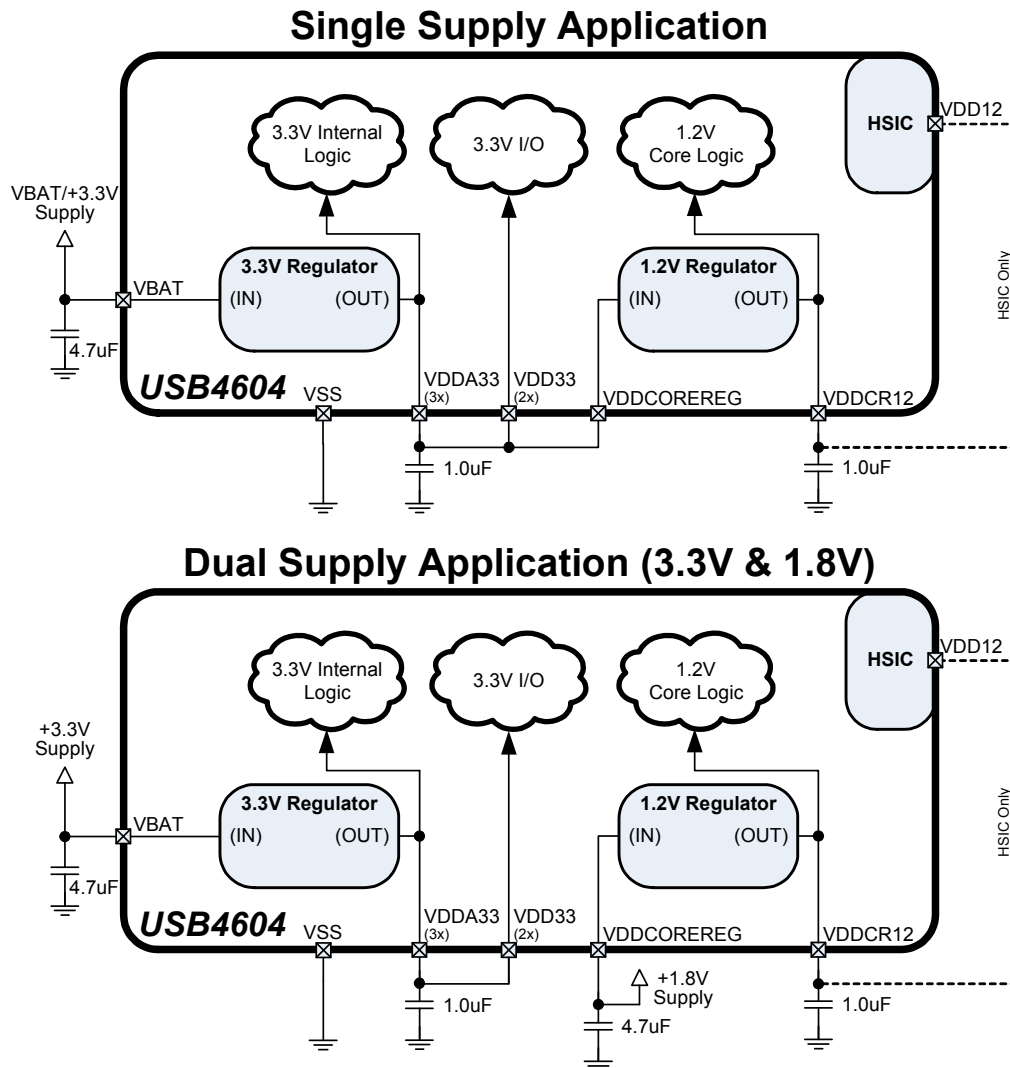 Single Supply Application
3.3V Internal
Logic
3.3V I/O
1.2V
Core Logic
HSIC
VDD12
VBAT/+3.3V
Supply
3.3V Regulator
(IN) (OUT)
1.2V Regulator
(IN) (OUT)
HSIC Only
VBAT
4.7uF
USB4604
VSS
VDDA33
(3x)
VDD33
(2x)
VDDCOREREG
VDDCR12
1.0uF
1.0uF
Dual Supply Application (3.3V & 1.8V)
3.3V Internal
Logic
3.3V I/O
1.2V
Core Logic
HSIC
VDD12
+3.3V
Supply
3.3V Regulator
(IN) (OUT)
1.2V Regulator
(IN) (OUT)
HSIC Only
VBAT
4.7uF
USB4604
VSS
VDDA33
(3x)
VDD33
(2x)
VDDCOREREG
VDDCR12
1.0uF
+1.8V
Supply
4.7uF
1.0uF